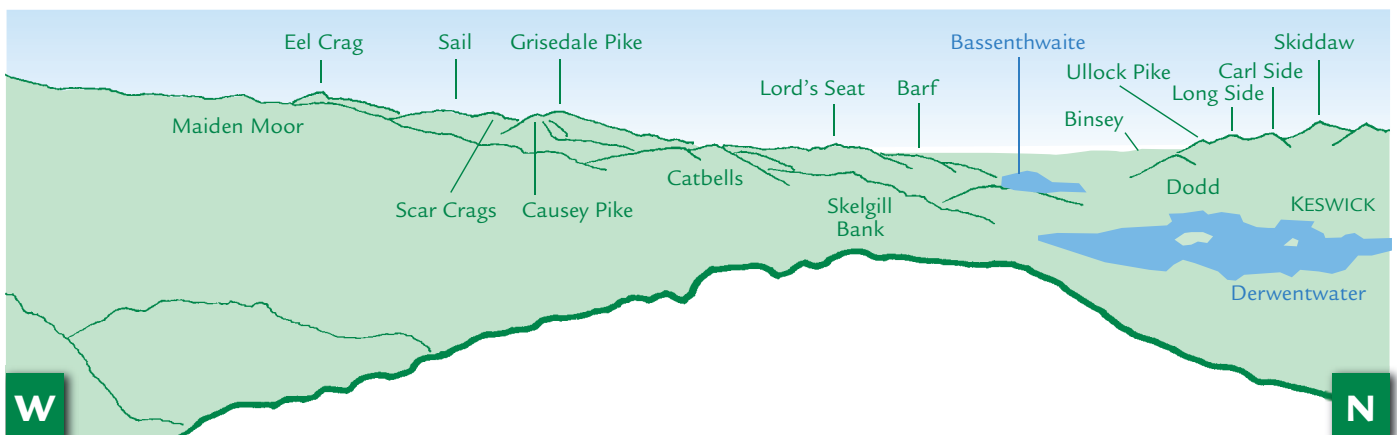 Eel Crag
Sail
Grisedale Pike
Bassenthwaite
Skiddaw
Ullock Pike
Carl Side
Lord's Seat
Barf
Long Side
Binsey
Maiden Moor
Catbells
Dodd
Scar Crags
Causey Pike
Skelgill
Bank
KESWICK
Derwentwater
W
N